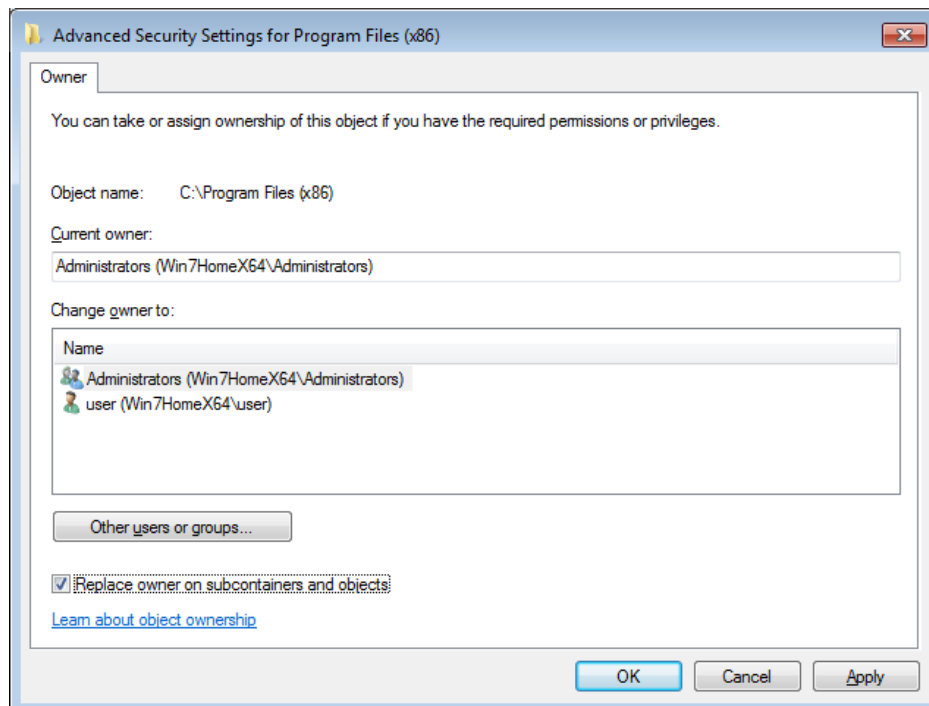 Advanced Security Settings for Program Files (x86)
Owner
You can take or assign ownership of this object if you have the required permissions or privileges.
Object name: C:\Program Files (x86)
Current owner:
Administrators (Win7HomeX64\Administrators)
Change owner to:
Name
Administrators (Win7HomeX64\Administrators)
user (Win7HomeX64\user)
Other users or groups...
Replace owner on subcontainers and objects
Learn about object ownership
OK Cancel Apply